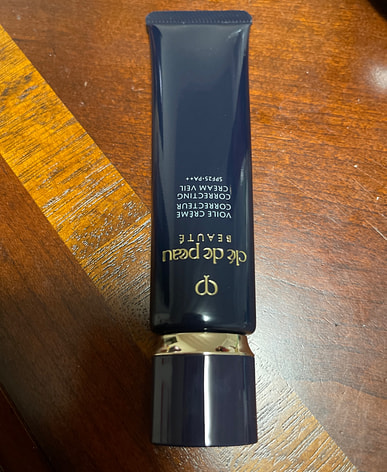 clé de peau
BEAUTÉ
VOILE CRÈME
CORRECTEUR
CORRECTING
CREAM VEIL
SPF25·PA++